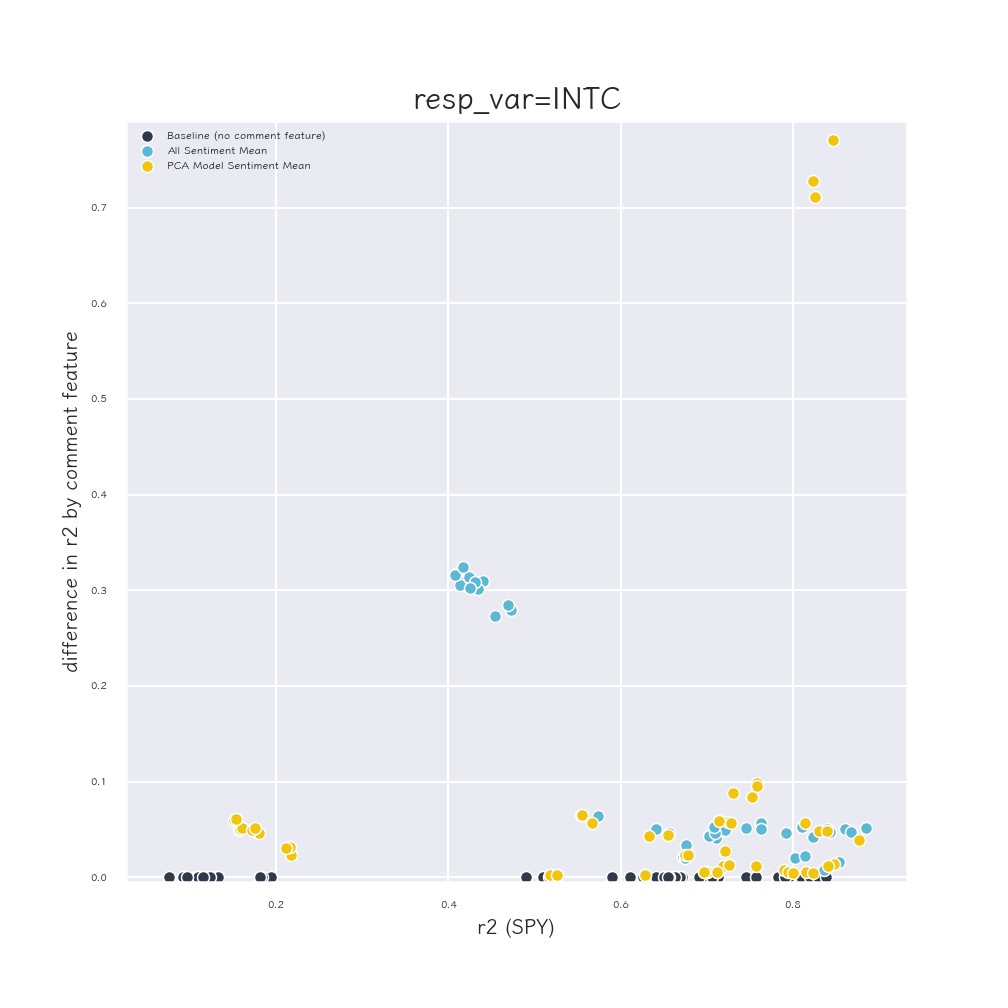 resp_var=INTC
Baseline (no comment feature)
All Sentiment Mean
PCA Model Sentiment Mean
difference in r2 by comment feature
0.7
0.6
0.5
0.4
0.3
0.2
0.1
0.0
0.2
0.4
0.6
0.8
r2 (SPY)